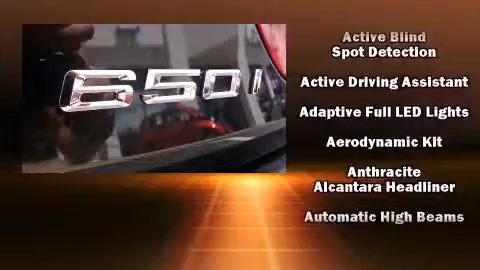 650i
Active Blind
Spot Detection
Active Driving Assistant
Adaptive Full LED Lights
Aerodynamic Kit
Anthracite
Alcantara Headliner
Automatic High Beams